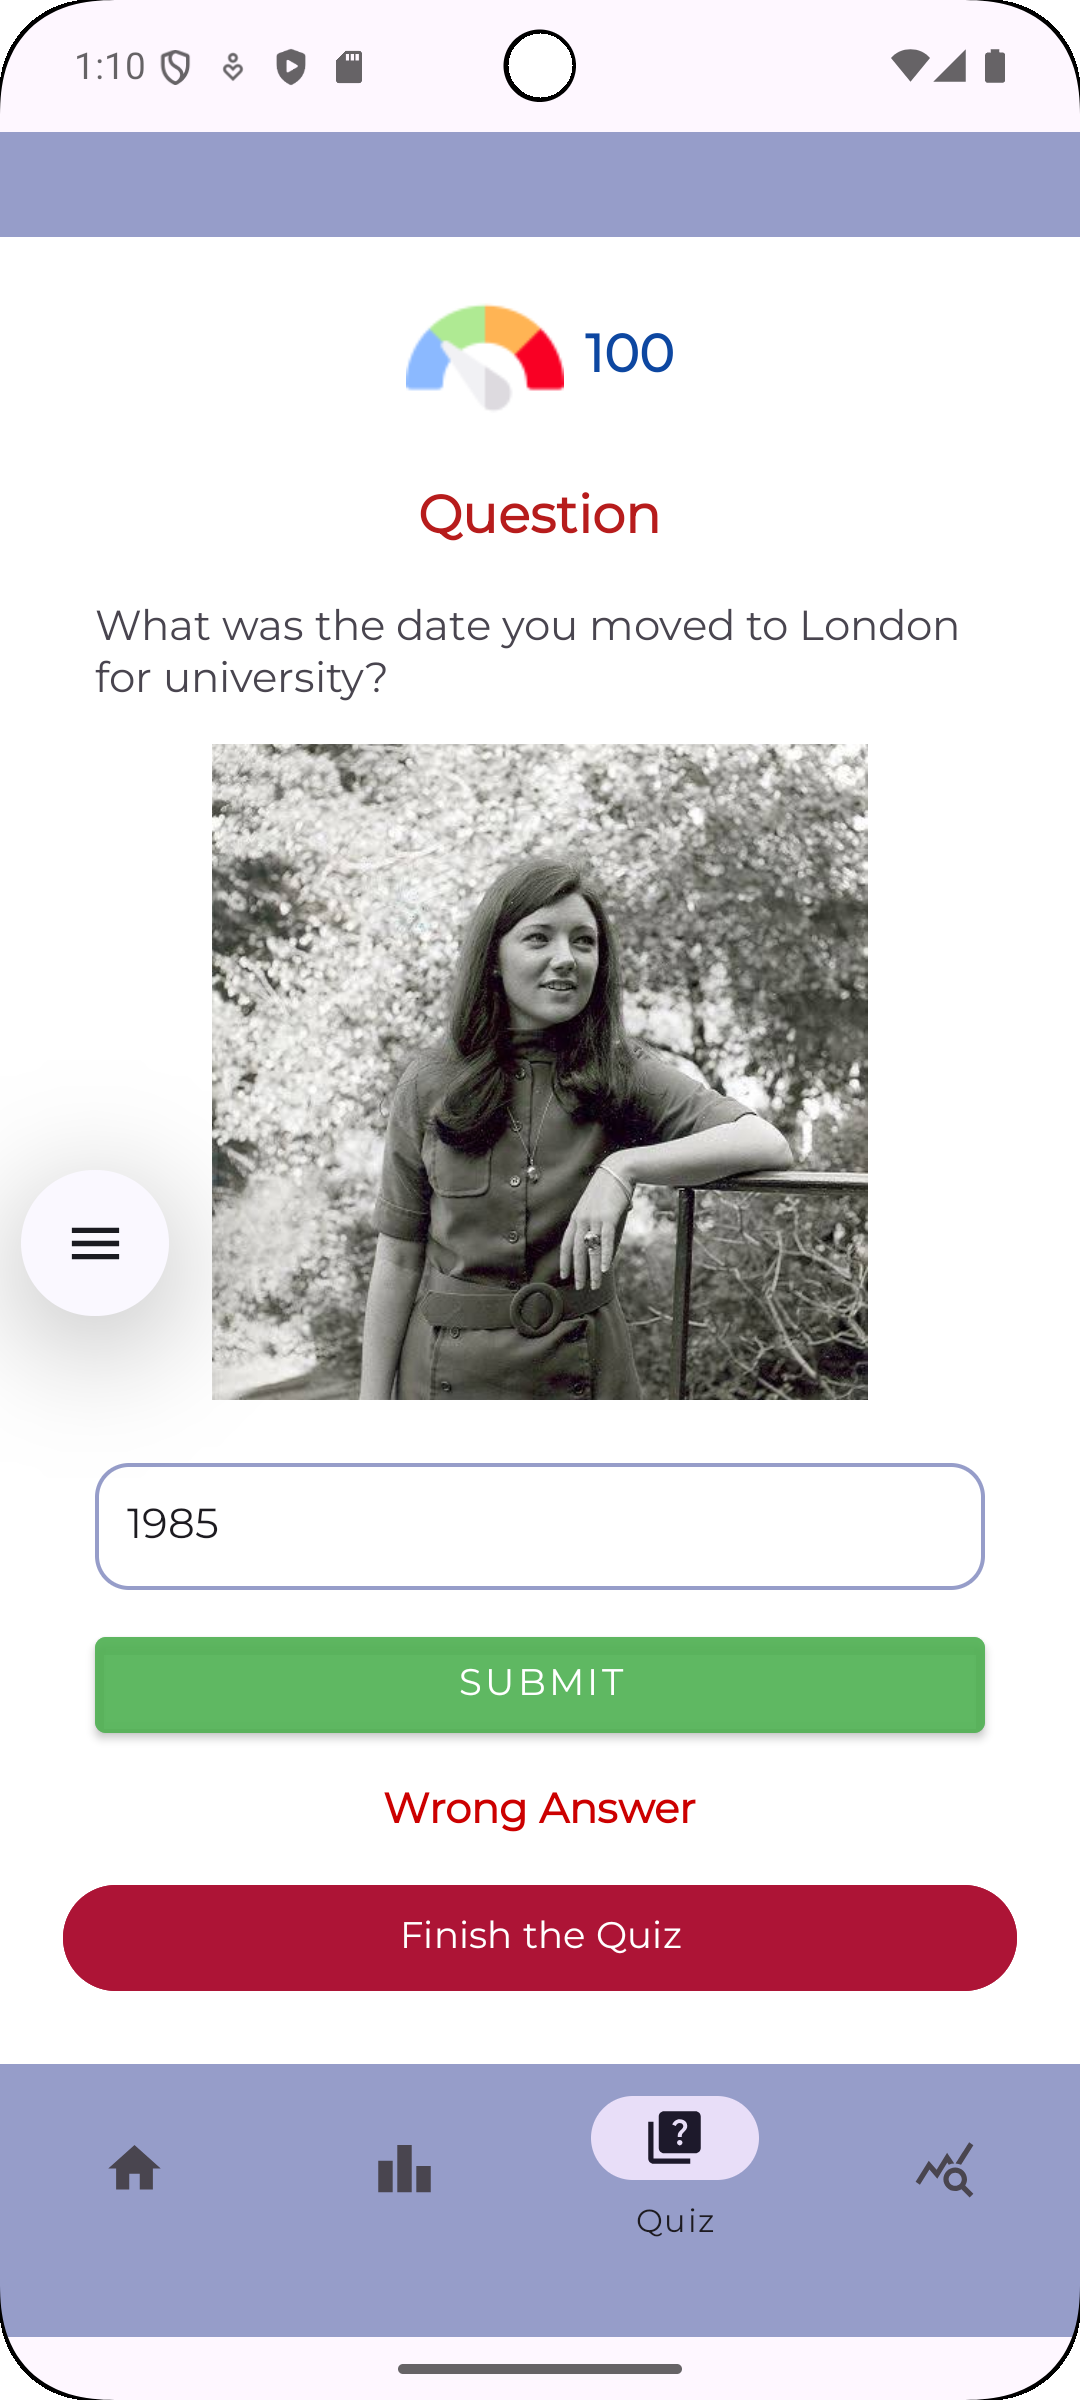 1:10
100
Question
What was the date you moved to London
for university?
1985
SUBMIT
Wrong Answer
Finish the Quiz
?
Quiz